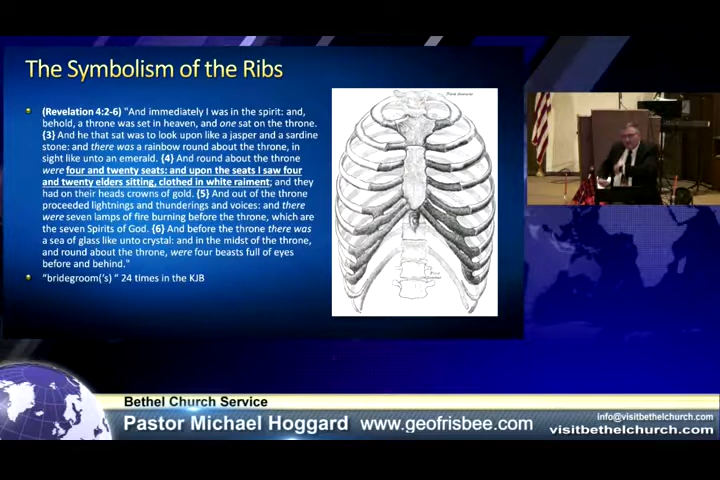 The Symbolism of the Ribs
(Revelation 4:2-6) "And immediately I was in the spirit: and,
behold, a throne was set in heaven, and one sat on the throne.
{3} And he that sat was to look upon like a jasper and a sardine
stone: and there was a rainbow round about the throne, in
sight like unto an emerald. {4} And round about the throne
were four and twenty seats: and upon the seats I saw four
and twenty elders sitting, clothed in white raiment; and they
had on their heads crowns of gold. {5} And out of the throne
proceeded lightnings and thunderings and voices: and there
were seven lamps of fire burning before the throne, which are
the seven Spirits of God. {6} And before the throne there was
a sea of glass like unto crystal: and in the midst of the throne,
and round about the throne, were four beasts full of eyes
before and behind."
"bridegroom('s) " 24 times in the KJB
Bethel Church Service
Pastor Michael Hoggard www.geofrisbee.com
info@visitbethelchurch.com
visitbethelchurch.com